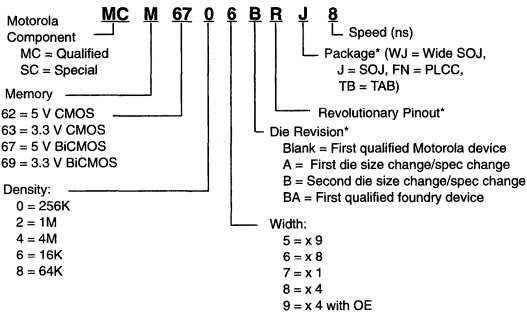 MC M 67 0 6 B R J 8
Motorola
Component
MC = Qualified
SC = Special
Memory
62 = 5 V CMOS
63 = 3.3 V CMOS
67 = 5 V BiCMOS
69 = 3.3 V BiCMOS
Density:
0 = 256K
2 = 1M
4 = 4M
6 = 16K
8 = 64K
Speed (ns)
Package* (WJ = Wide SOJ,
J = SOJ, FN = PLCC,
TB = TAB)
Revolutionary Pinout*
Die Revision*
Blank = First qualified Motorola device
A = First die size change/spec change
B = Second die size change/spec change
BA = First qualified foundry device
Width:
5 = x 9
6 = x 8
7 = x 1
8 = x 4
9 = x 4 with OE